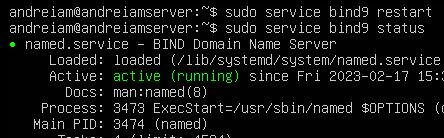 andreiam@andreiamserver:~$ sudo service bind9 restart
andreiam@andreiamserver:~$ sudo service bind9 status
● named.service - BIND Domain Name Server
Loaded: loaded (/lib/systemd/system/named.service
Active: active (running) since Fri 2023-02-17 15:3
Docs: man:named(8)
Process: 3473 ExecStart=/usr/sbin/named $OPTIONS (
Main PID: 3474 (named)